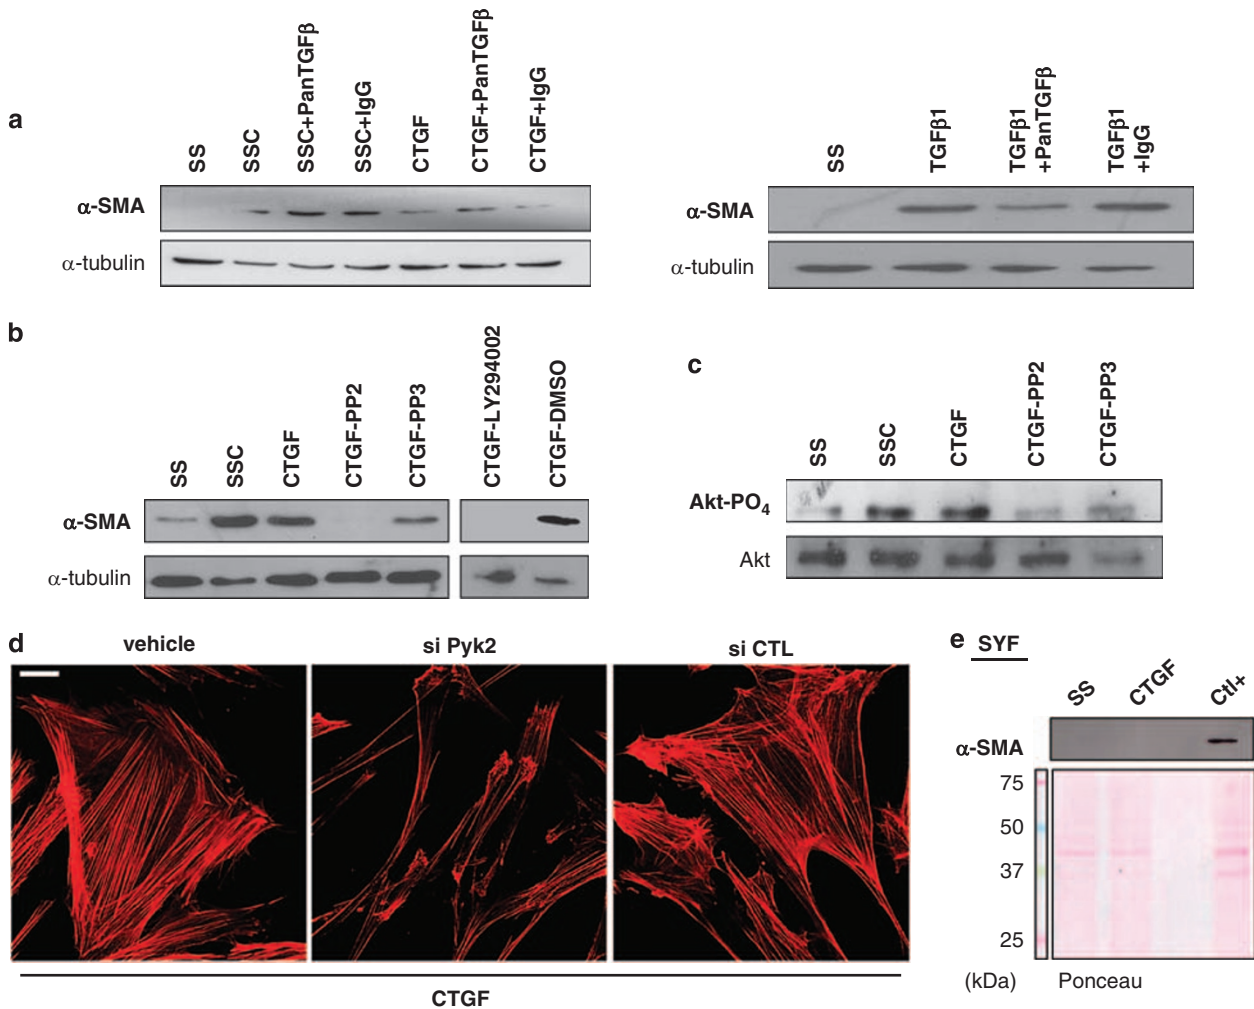 a
SS
SSC
SSC+PanTGFβ
SSC+IgG
CTGF
CTGF+PanTGFβ
CTGF+IgG
α-SMA
α-tubulin
SS
TGFβ1
TGFβ1
+PanTGFβ
TGFβ1
+IgG
α-SMA
α-tubulin
b
SS
SSC
CTGF
CTGF-PP2
CTGF-PP3
CTGF-LY294002
CTGF-DMSO
α-SMA
α-tubulin
c
SS
SSC
CTGF
CTGF-PP2
CTGF-PP3
Akt-PO₄
Akt
d
vehicle
si Pyk2
si CTL
CTGF
e
SYF
SS
CTGF
Ctl+
α-SMA
75
50
37
25
(kDa)
Ponceau